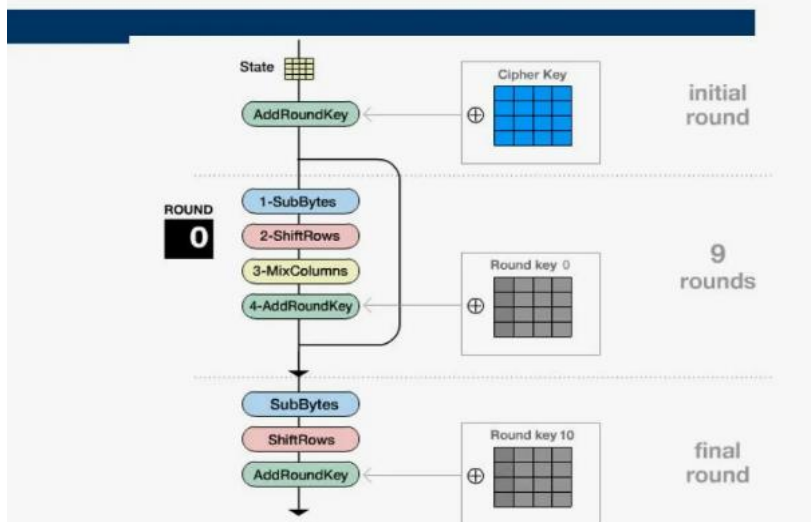 State
Cipher Key
AddRoundKey
⊕
initial
round
ROUND
0
1-SubBytes
2-ShiftRows
3-MixColumns
4-AddRoundKey
Round key 0
⊕
9
rounds
SubBytes
ShiftRows
AddRoundKey
Round key 10
⊕
final
round